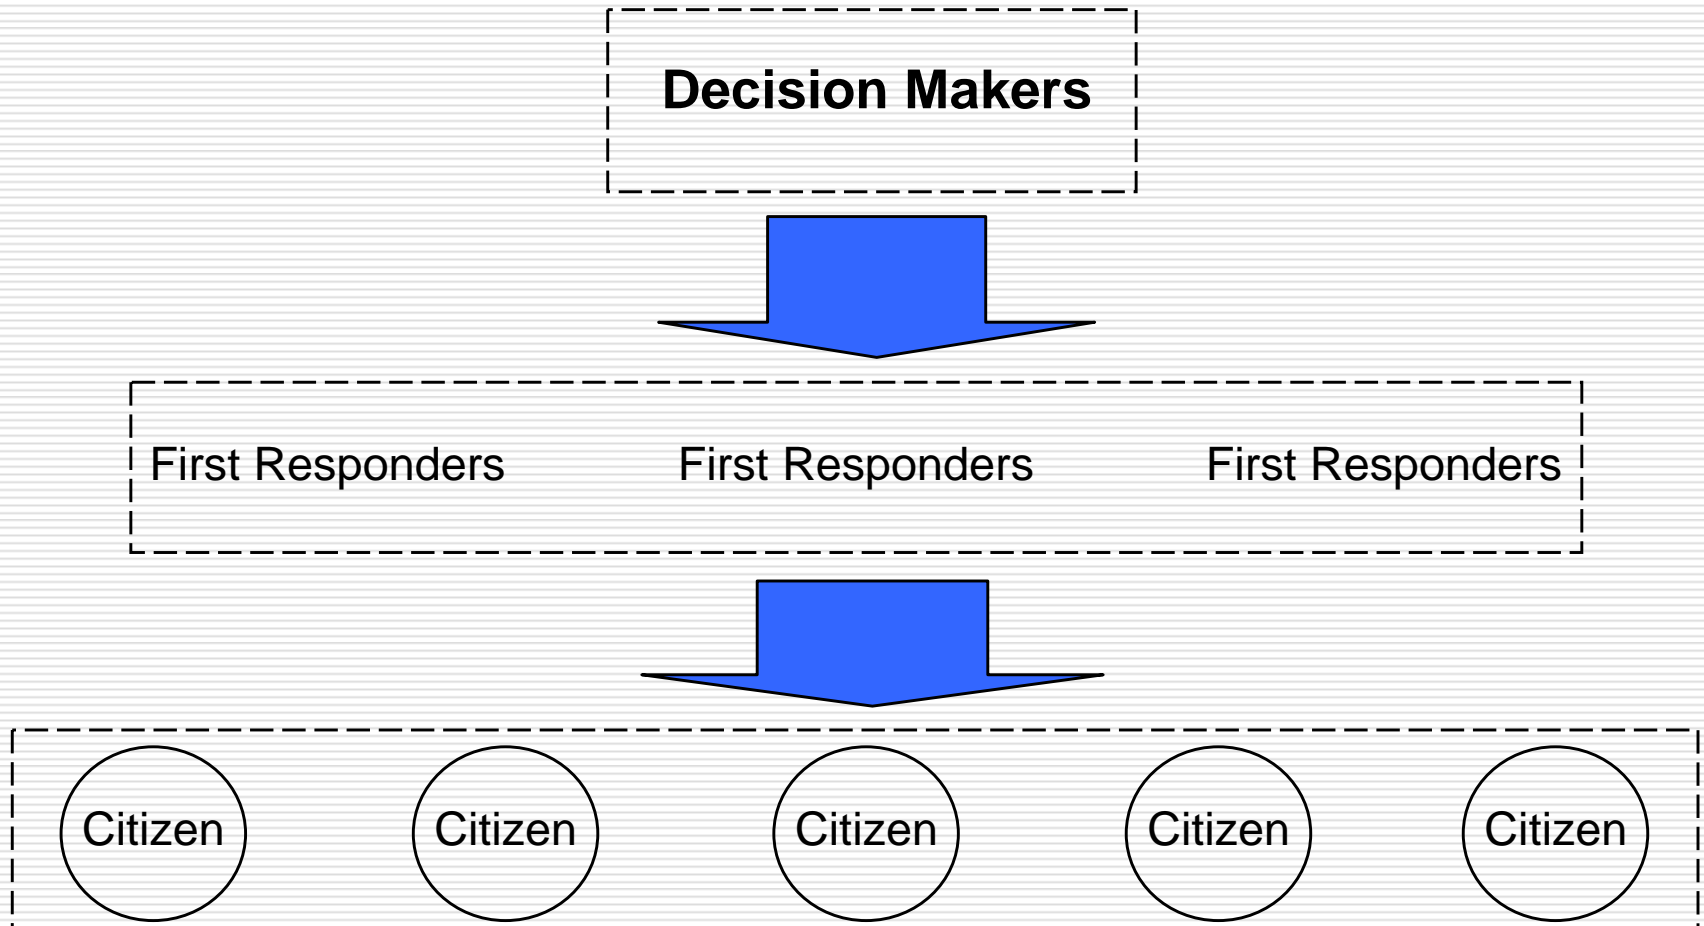 Decision Makers
First Responders First Responders First Responders
Citizen Citizen Citizen Citizen Citizen